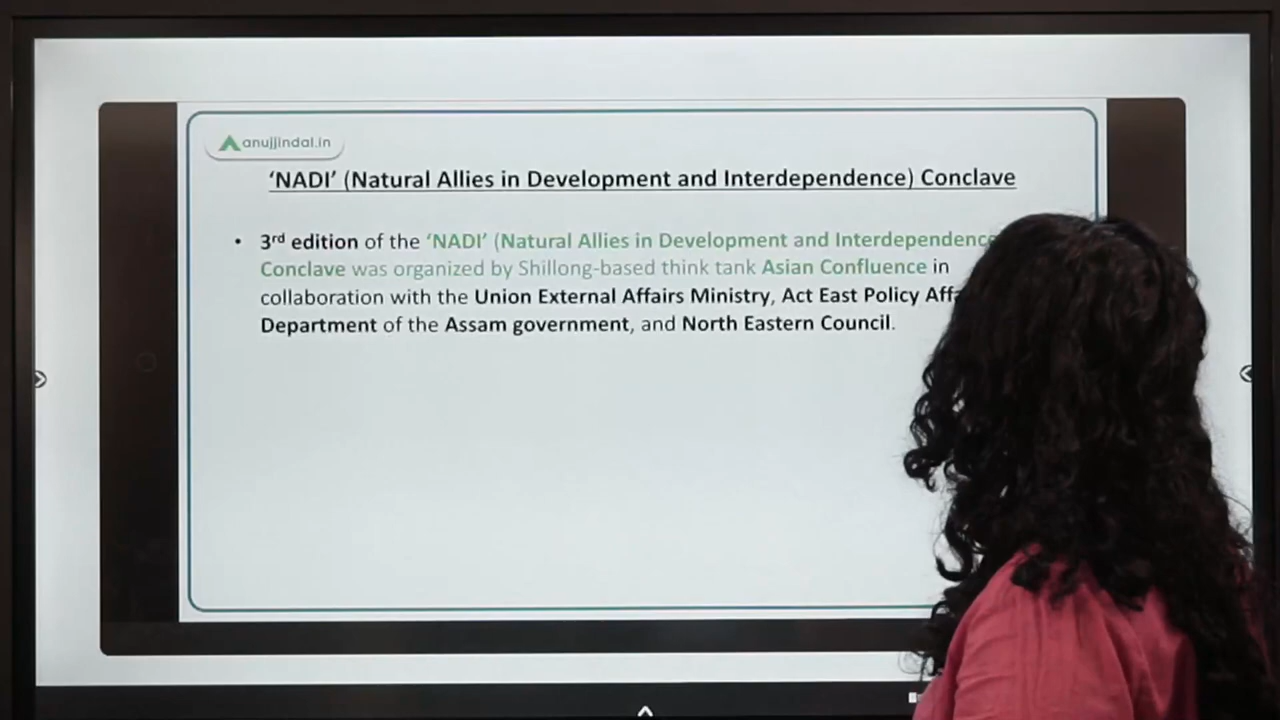 anujjindal.in
‘NADI’ (Natural Allies in Development and Interdependence) Conclave
• 3rd edition of the ‘NADI’ (Natural Allies in Development and Interdependence
Conclave was organized by Shillong-based think tank Asian Confluence in
collaboration with the Union External Affairs Ministry, Act East Policy
Department of the Assam government, and North Eastern Council.